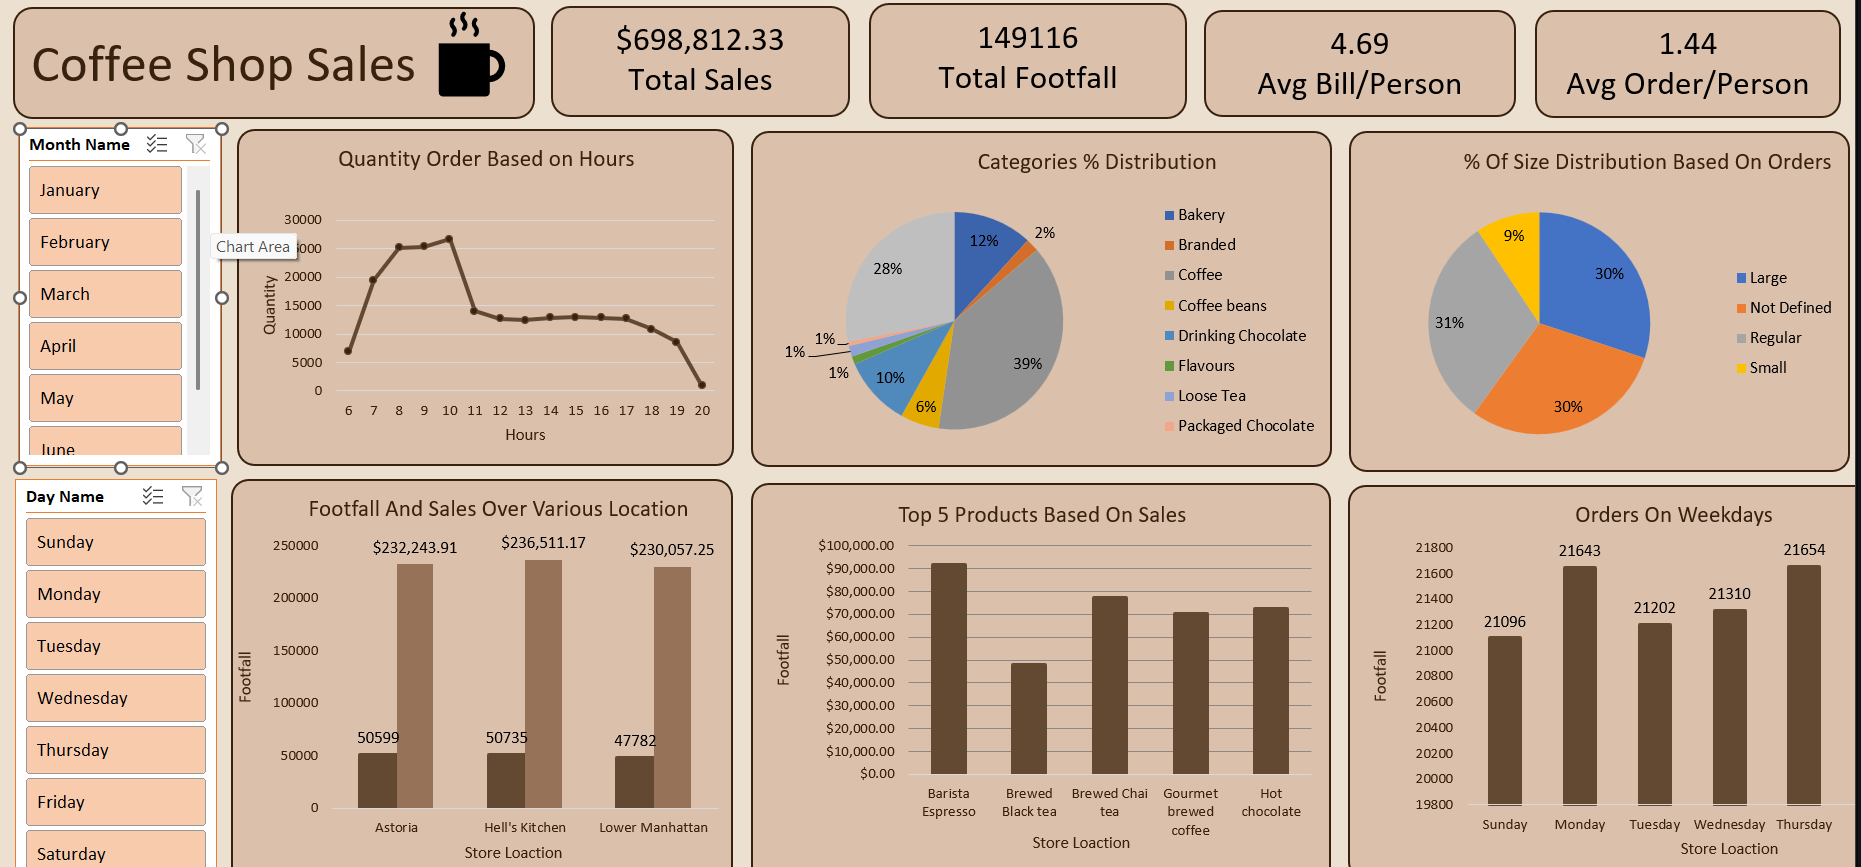 Coffee Shop Sales
$698,812.33
Total Sales
149116
Total Footfall
4.69
Avg Bill/Person
1.44
Avg Order/Person
Month Name
January
February
March
April
May
June
Chart Area
Quantity Order Based on Hours
30000
5000
20000
15000
10000
5000
0
Quantity
6 7 8 9 10 11 12 13 14 15 16 17 18 19 20
Hours
Categories % Distribution
12%
2%
39%
6%
10%
1%
1%
1%
28%
Bakery
Branded
Coffee
Coffee beans
Drinking Chocolate
Flavours
Loose Tea
Packaged Chocolate
% Of Size Distribution Based On Orders
30%
30%
31%
9%
Large
Not Defined
Regular
Small
Day Name
Sunday
Monday
Tuesday
Wednesday
Thursday
Friday
Saturday
Footfall And Sales Over Various Location
250000
200000
150000
100000
50000
0
Footfall
$232,243.91
$236,511.17
$230,057.25
50599
50735
47782
Astoria
Hell's Kitchen
Lower Manhattan
Store Loaction
Top 5 Products Based On Sales
$100,000.00
$90,000.00
$80,000.00
$70,000.00
$60,000.00
$50,000.00
$40,000.00
$30,000.00
$20,000.00
$10,000.00
$0.00
Footfall
Barista
Espresso
Brewed
Black tea
Brewed Chai
tea
Gourmet
brewed
coffee
Hot
chocolate
Store Loaction
Orders On Weekdays
21800
21600
21400
21200
21000
20800
20600
20400
20200
20000
19800
Footfall
21096
21643
21202
21310
21654
Sunday
Monday
Tuesday
Wednesday
Thursday
Store Loaction